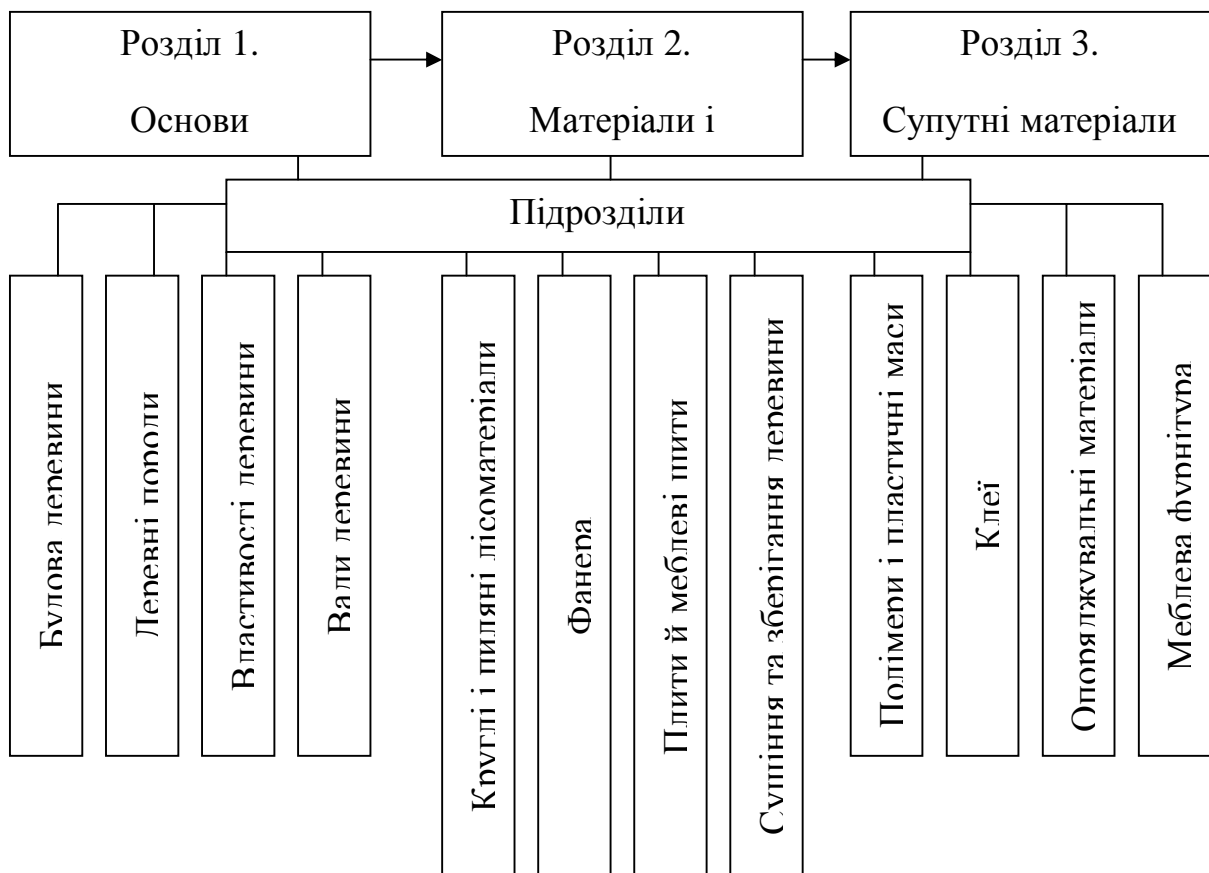 Розділ 1.
Основи
Розділ 2.
Матеріали і
Розділ 3.
Супутні матеріали
Підрозділи
Будова деревини
Деревні породи
Властивості деревини
Вади деревини
Круглі і пиляні лісоматеріали
Фанера
Плити й меблеві щити
Сушіння та зберігання деревини
Полімери і пластичні маси
Клеї
Опоряджувальні матеріали
Меблева фурнітура